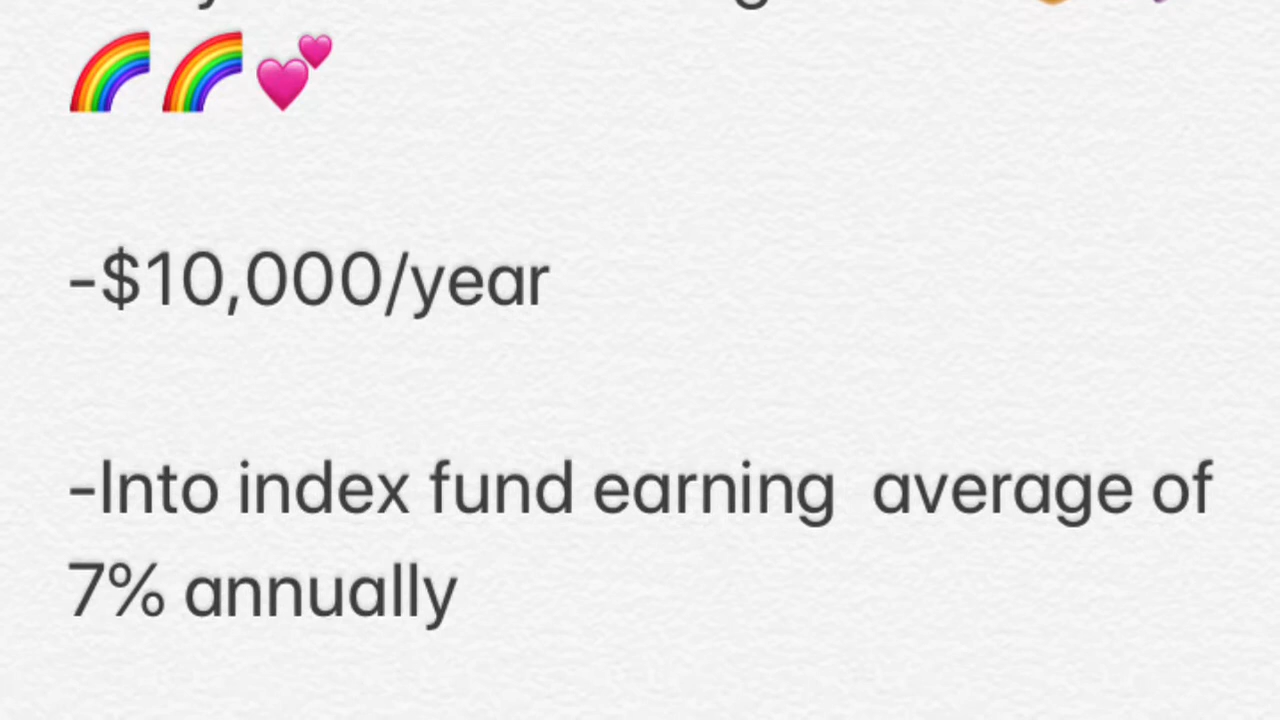 🌈🌈💕
-$10,000/year
-Into index fund earning  average of
7% annually